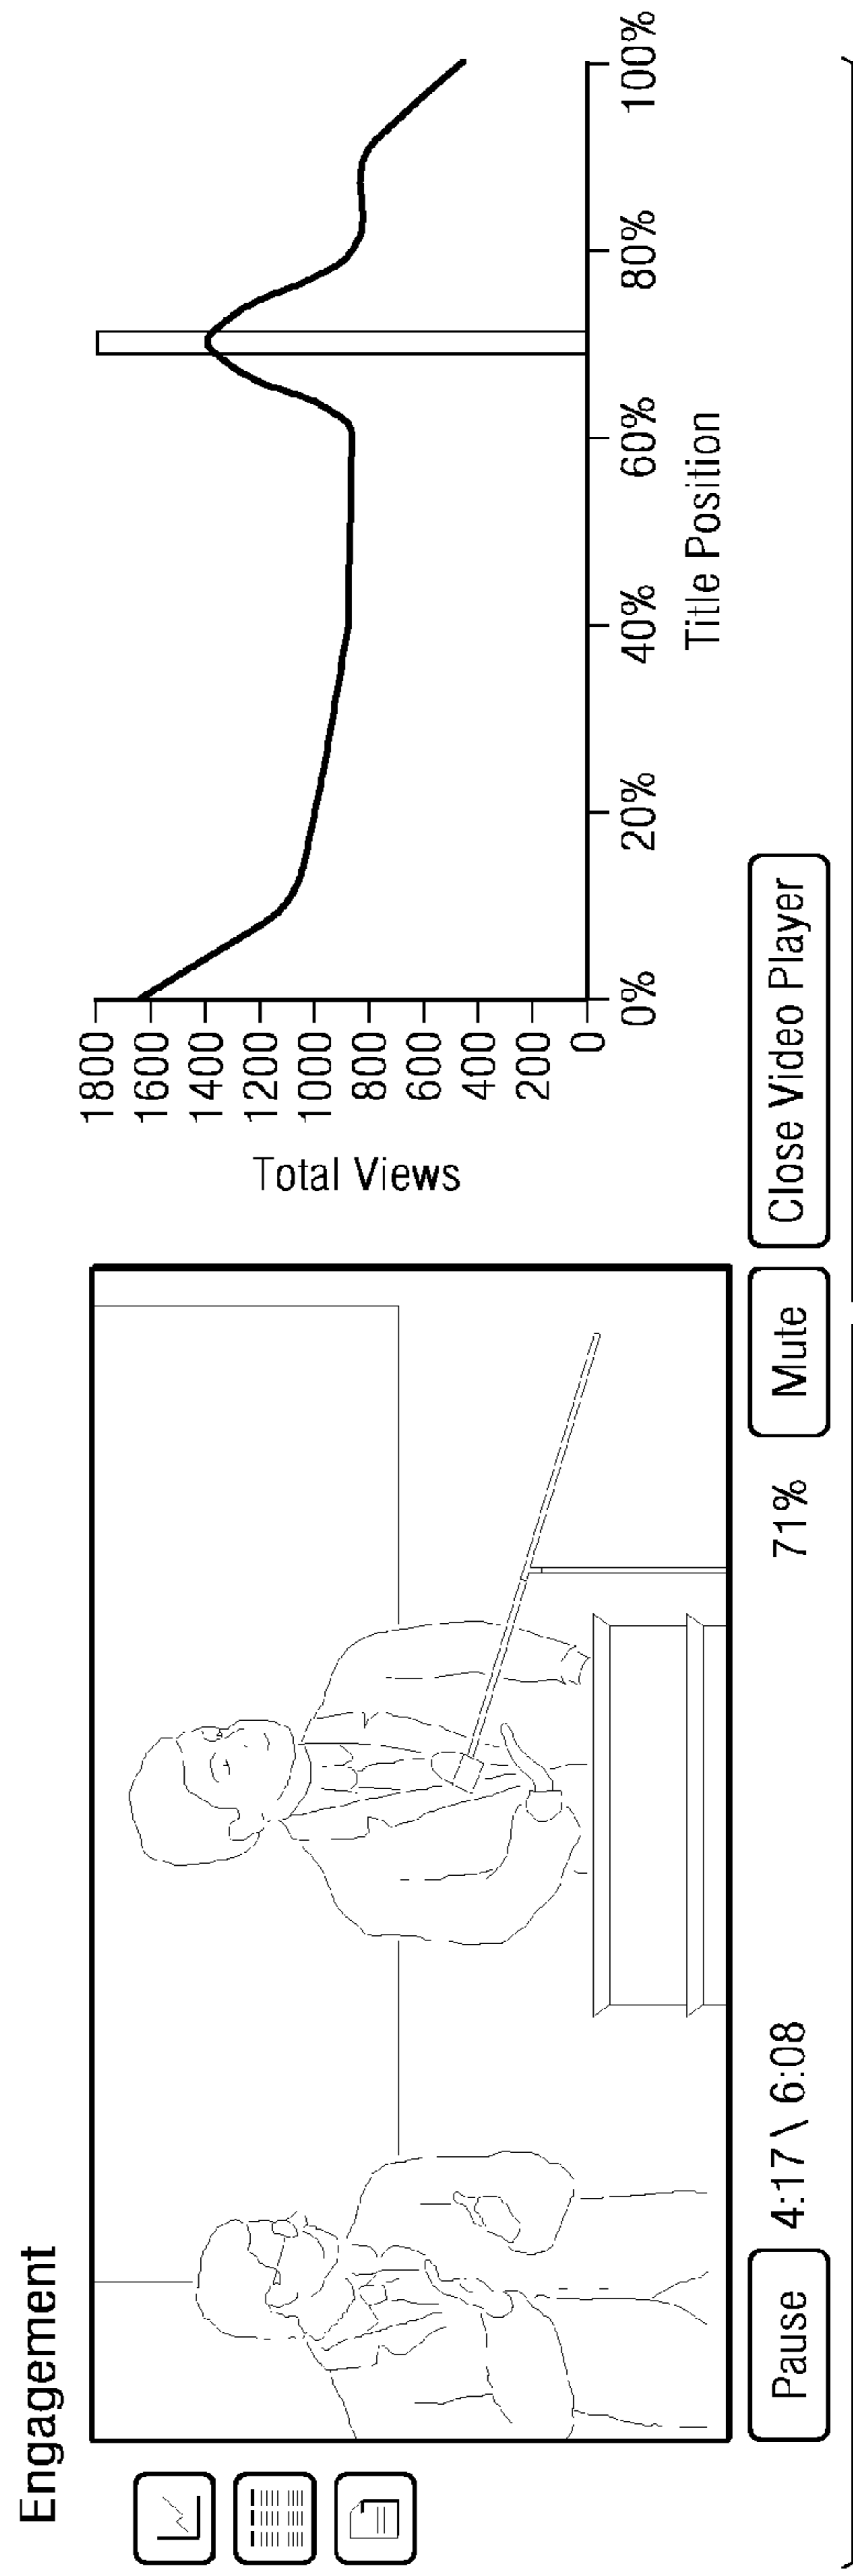 Engagement
Total Views
1800
1600
1400
1200
1000
800
600
400
200
0
0%
20%
40%
60%
80%
100%
Title Position
Pause
4:17 \ 6:08
71%
Mute
Close Video Player